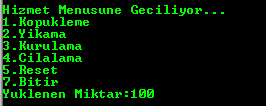 Hizmet Menusune Geciliyor...
1.Kopukleme
2.Yikama
3.Kurulama
4.Cilalama
5.Reset
7.Bitir
Yuklenen Miktar:100